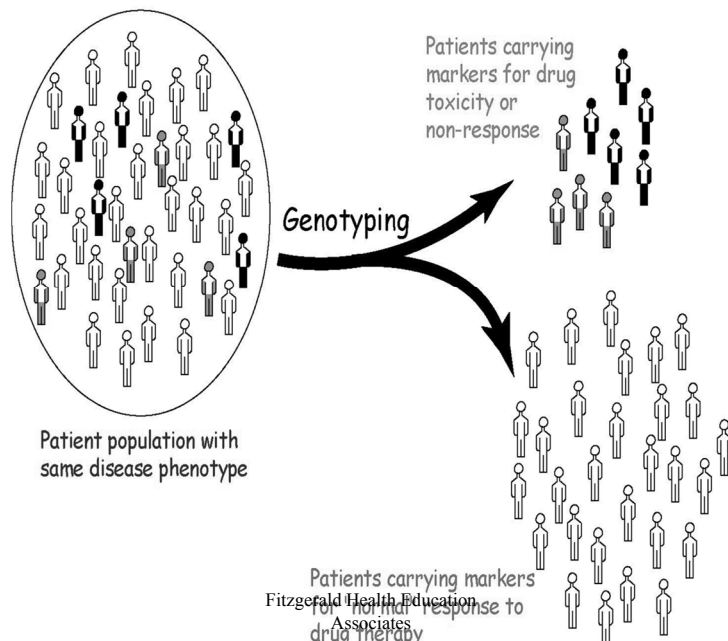 Patients carrying
markers for drug
toxicity or
non-response
Genotyping
Patient population with
same disease phenotype
Patients carrying markers
for "normal" response to
drug therapy
Fitzgerald Health Education
Associates